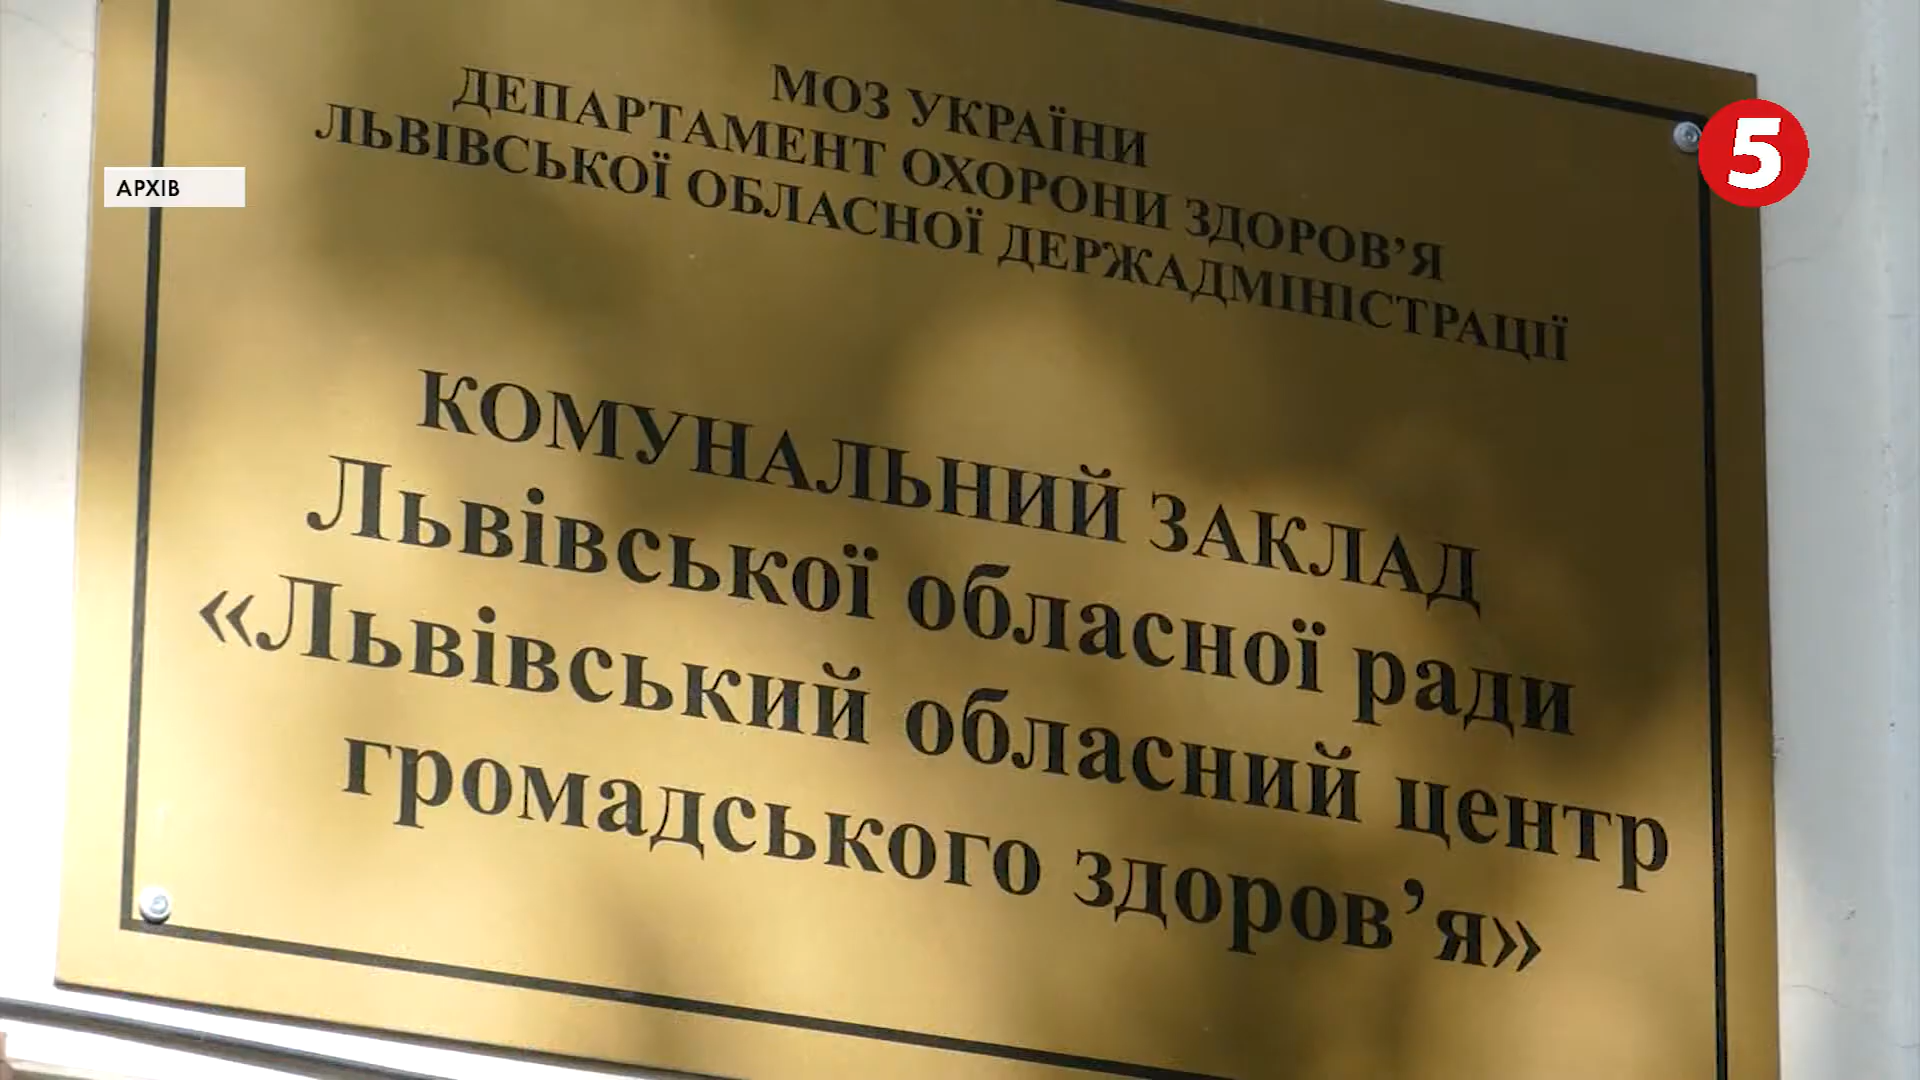 МОЗ УКРАЇНИ
ДЕПАРТАМЕНТ ОХОРОНИ ЗДОРОВ’Я
ЛЬВІВСЬКОЇ ОБЛАСНОЇ ДЕРЖАДМІНІСТРАЦІЇ
АРХІВ
5
КОМУНАЛЬНИЙ ЗАКЛАД
Львівської обласної ради
«Львівський обласний центр
громадського здоров’я»